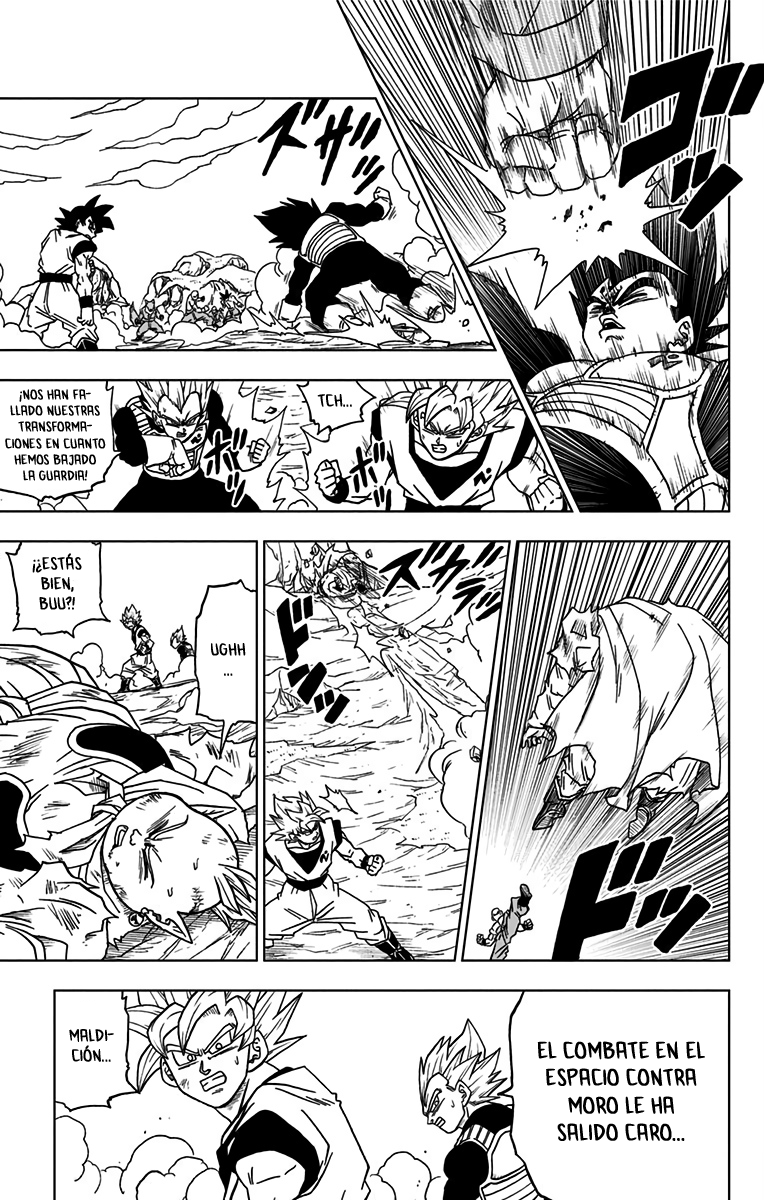 ゴッ
ズザザ
TCH...
ボッ
¡NOS HAN FA-
LLADO NUESTRAS
TRANSFORMA-
CIONES EN CUANTO
HEMOS BAJADO
LA GUARDIA!
ボッ
ドッ
ズガガッ
ドッ
¡¿ESTÁS
BIEN,
BUU?!
UGHH
...
EL COMBATE EN EL
ESPACIO CONTRA
MORO LE HA
SALIDO CARO...
MALDI-
CIÓN...